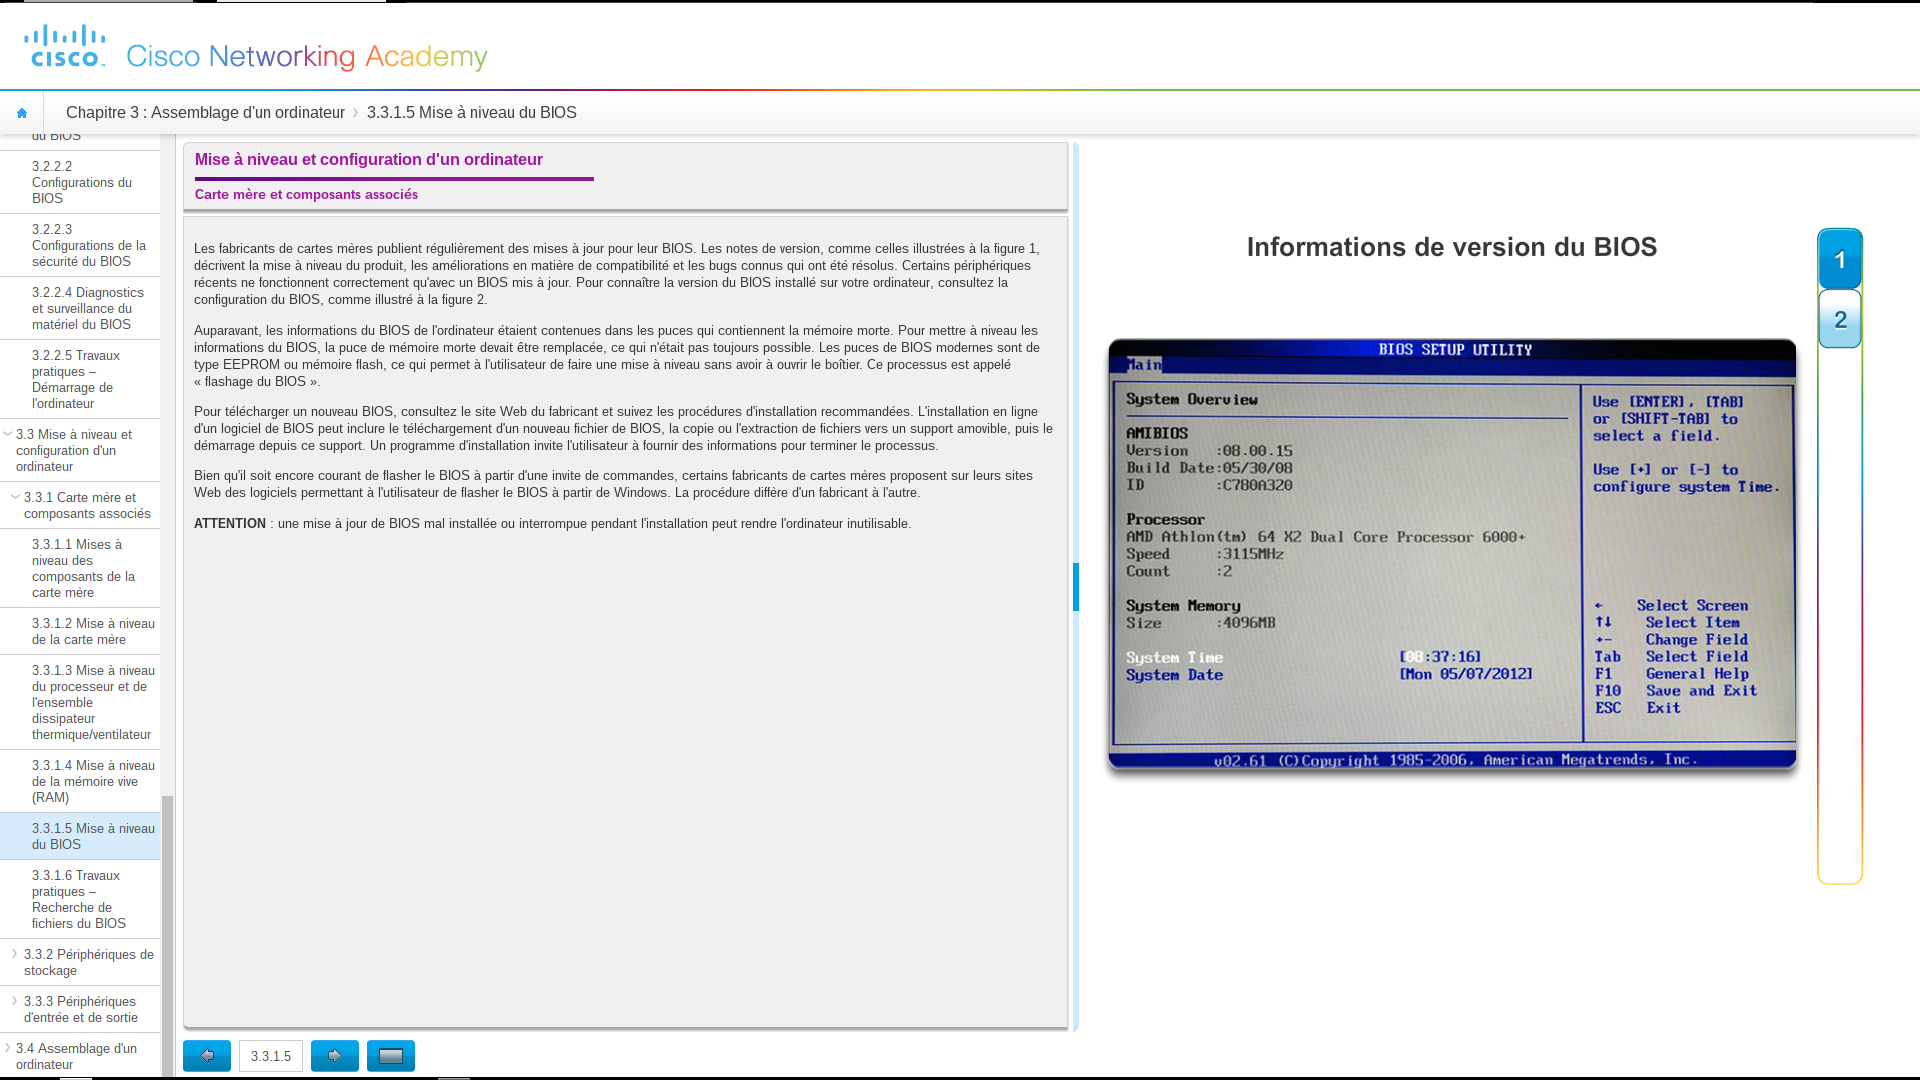 cisco
Cisco Networking Academy
Chapitre 3 : Assemblage d'un ordinateur
3.3.1.5 Mise à niveau du BIOS
du BIOS
3.2.2.2
Configurations du
BIOS
3.2.2.3
Configurations de la
sécurité du BIOS
3.2.2.4 Diagnostics
et surveillance du
matériel du BIOS
3.2.2.5 Travaux
pratiques –
Démarrage de
l'ordinateur
3.3 Mise à niveau et
configuration d'un
ordinateur
3.3.1 Carte mère et
composants associés
3.3.1.1 Mises à
niveau des
composants de la
carte mère
3.3.1.2 Mise à niveau
de la carte mère
3.3.1.3 Mise à niveau
du processeur et de
l'ensemble
dissipateur
thermique/ventilateur
3.3.1.4 Mise à niveau
de la mémoire vive
(RAM)
3.3.1.5 Mise à niveau
du BIOS
3.3.1.6 Travaux
pratiques –
Recherche de
fichiers du BIOS
3.3.2 Périphériques de
stockage
3.3.3 Périphériques
d'entrée et de sortie
3.4 Assemblage d'un
ordinateur
Mise à niveau et configuration d'un ordinateur
Carte mère et composants associés
Les fabricants de cartes mères publient régulièrement des mises à jour pour leur BIOS. Les notes de version, comme celles illustrées à la figure 1,
décrivent la mise à niveau du produit, les améliorations en matière de compatibilité et les bugs connus qui ont été résolus. Certains périphériques
récents ne fonctionnent correctement qu'avec un BIOS mis à jour. Pour connaître la version du BIOS installé sur votre ordinateur, consultez la
configuration du BIOS, comme illustré à la figure 2.
Auparavant, les informations du BIOS de l'ordinateur étaient contenues dans les puces qui contiennent la mémoire morte. Pour mettre à niveau les
informations du BIOS, la puce de mémoire morte devait être remplacée, ce qui n'était pas toujours possible. Les puces de BIOS modernes sont de
type EEPROM ou mémoire flash, ce qui permet à l'utilisateur de faire une mise à niveau sans avoir à ouvrir le boîtier. Ce processus est appelé
« flashage du BIOS ».
Pour télécharger un nouveau BIOS, consultez le site Web du fabricant et suivez les procédures d'installation recommandées. L'installation en ligne
d'un logiciel de BIOS peut inclure le téléchargement d'un nouveau fichier de BIOS, la copie ou l'extraction de fichiers vers un support amovible, puis le
démarrage depuis ce support. Un programme d'installation invite l'utilisateur à fournir des informations pour terminer le processus.
Bien qu'il soit encore courant de flasher le BIOS à partir d'une invite de commandes, certains fabricants de cartes mères proposent sur leurs sites
Web des logiciels permettant à l'utilisateur de flasher le BIOS à partir de Windows. La procédure diffère d'un fabricant à l'autre.
ATTENTION : une mise à jour de BIOS mal installée ou interrompue pendant l'installation peut rendre l'ordinateur inutilisable.
3.3.1.5
Informations de version du BIOS
1
2
BIOS SETUP UTILITY
Main
System Overview
AMIBIOS
Version :08.00.15
Build Date:05/30/08
ID :C780A320
Processor
AMD Athlon(tm) 64 X2 Dual Core Processor 6000+
Speed :3115MHz
Count :2
System Memory
Size :4096MB
System Time [08:37:16]
System Date [Mon 05/07/2012]
Use [ENTER], [TAB]
or [SHIFT-TAB] to
select a field.
Use [+] or [-] to
configure system Time.
← Select Screen
↑↓ Select Item
+- Change Field
Tab Select Field
F1 General Help
F10 Save and Exit
ESC Exit
v02.61 (C)Copyright 1985-2006, American Megatrends, Inc.